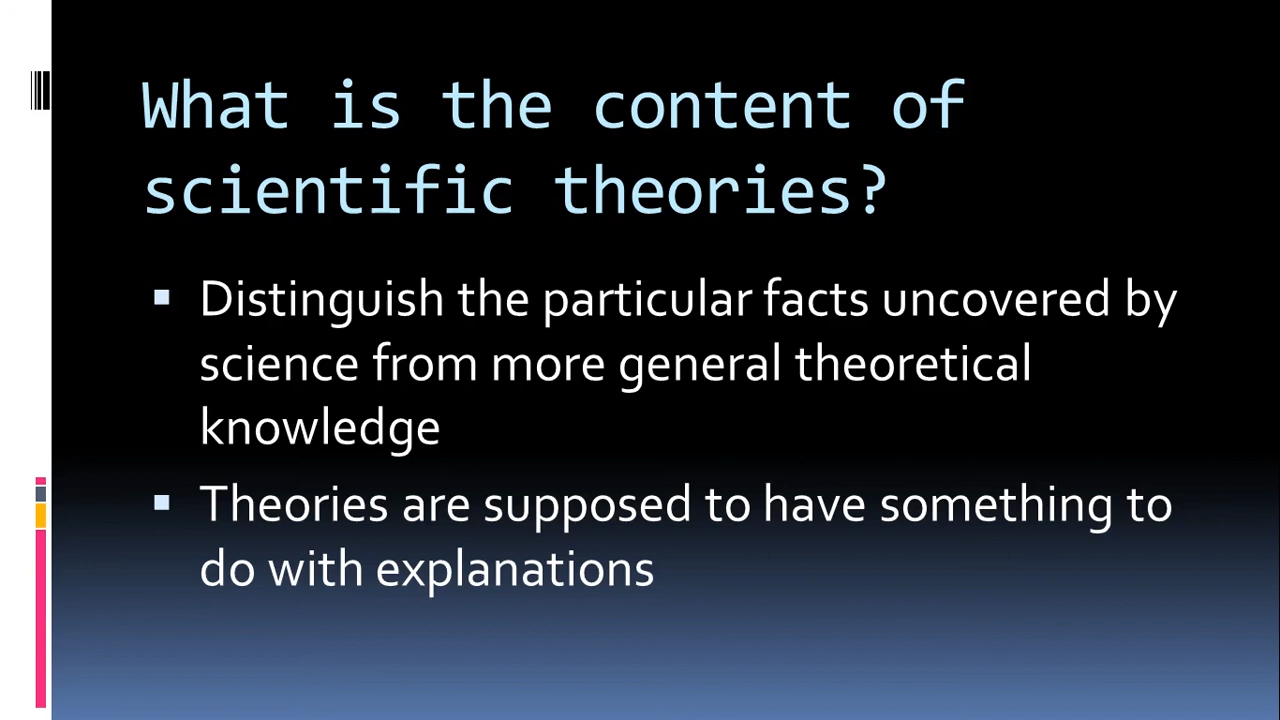 What is the content of
scientific theories?
▪ Distinguish the particular facts uncovered by
science from more general theoretical
knowledge
▪ Theories are supposed to have something to
do with explanations